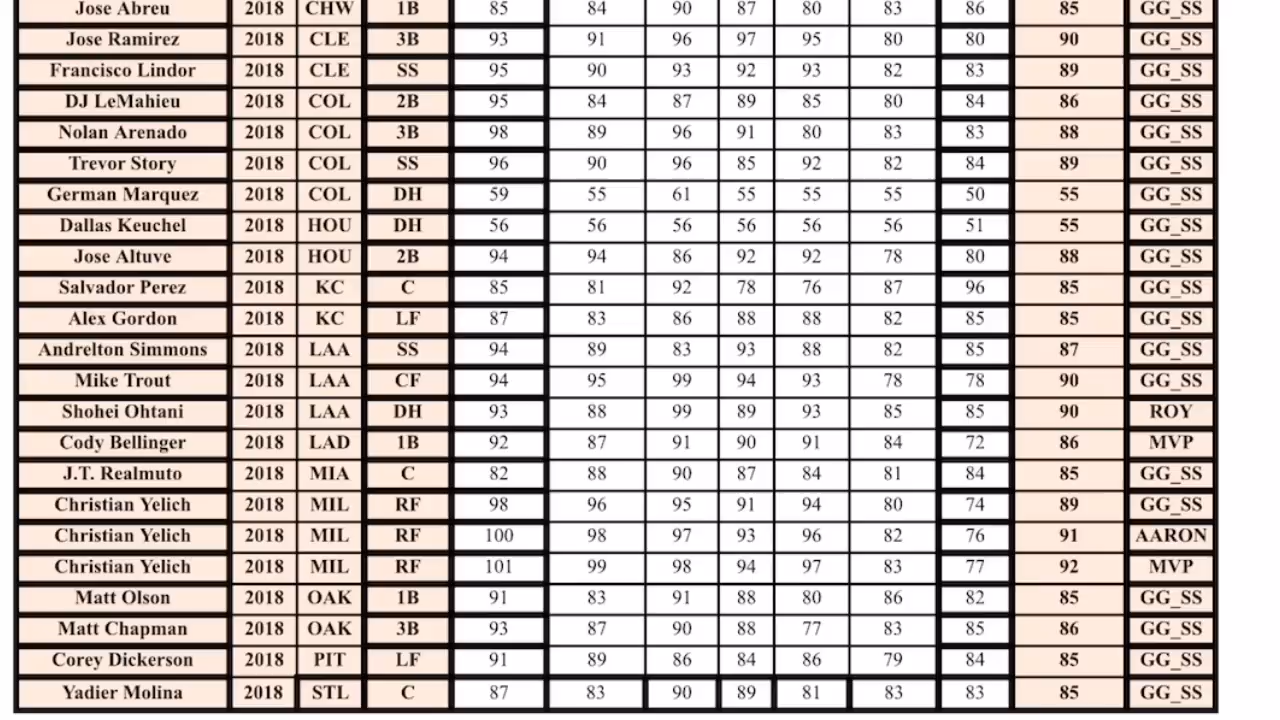 Jose Abreu 2018 CHW 1B 85 84 90 87 80 83 86 85 GG_SS
Jose Ramirez 2018 CLE 3B 93 91 96 97 95 80 80 90 GG_SS
Francisco Lindor 2018 CLE SS 95 90 93 92 93 82 83 89 GG_SS
DJ LeMahieu 2018 COL 2B 95 84 87 89 85 80 84 86 GG_SS
Nolan Arenado 2018 COL 3B 98 89 96 91 80 83 83 88 GG_SS
Trevor Story 2018 COL SS 96 90 96 85 92 82 84 89 GG_SS
German Marquez 2018 COL DH 59 55 61 55 55 55 50 55 GG_SS
Dallas Keuchel 2018 HOU DH 56 56 56 56 56 56 51 55 GG_SS
Jose Altuve 2018 HOU 2B 94 94 86 92 92 78 80 88 GG_SS
Salvador Perez 2018 KC C 85 81 92 78 76 87 96 85 GG_SS
Alex Gordon 2018 KC LF 87 83 86 88 88 82 85 85 GG_SS
Andrelton Simmons 2018 LAA SS 94 89 83 93 88 82 85 87 GG_SS
Mike Trout 2018 LAA CF 94 95 99 94 93 78 78 90 GG_SS
Shohei Ohtani 2018 LAA DH 93 88 99 89 93 85 85 90 ROY
Cody Bellinger 2018 LAD 1B 92 87 91 90 91 84 72 86 MVP
J.T. Realmuto 2018 MIA C 82 88 90 87 84 81 84 85 GG_SS
Christian Yelich 2018 MIL RF 98 96 95 91 94 80 74 89 GG_SS
Christian Yelich 2018 MIL RF 100 98 97 93 96 82 76 91 AARON
Christian Yelich 2018 MIL RF 101 99 98 94 97 83 77 92 MVP
Matt Olson 2018 OAK 1B 91 83 91 88 80 86 82 85 GG_SS
Matt Chapman 2018 OAK 3B 93 87 90 88 77 83 85 86 GG_SS
Corey Dickerson 2018 PIT LF 91 89 86 84 86 79 84 85 GG_SS
Yadier Molina 2018 STL C 87 83 90 89 81 83 83 85 GG_SS